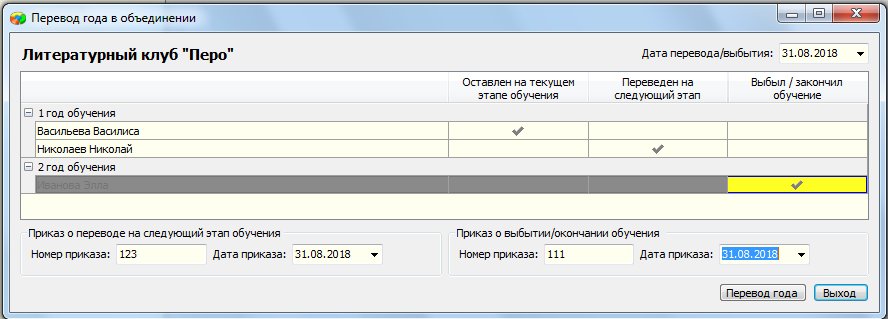 Перевод года в объединении
Литературный клуб "Перо"
Дата перевода/выбытия: 31.08.2018
Оставлен на текущем этапе обучения
Переведен на следующий этап
Выбыл / закончил обучение
1 год обучения
Васильева Василиса
Николаев Николай
2 год обучения
Иванова Элла
Приказ о переводе на следующий этап обучения
Номер приказа: 123 Дата приказа: 31.08.2018
Приказ о выбытии/окончании обучения
Номер приказа: 111 Дата приказа: 31.08.2018
Перевод года Выход